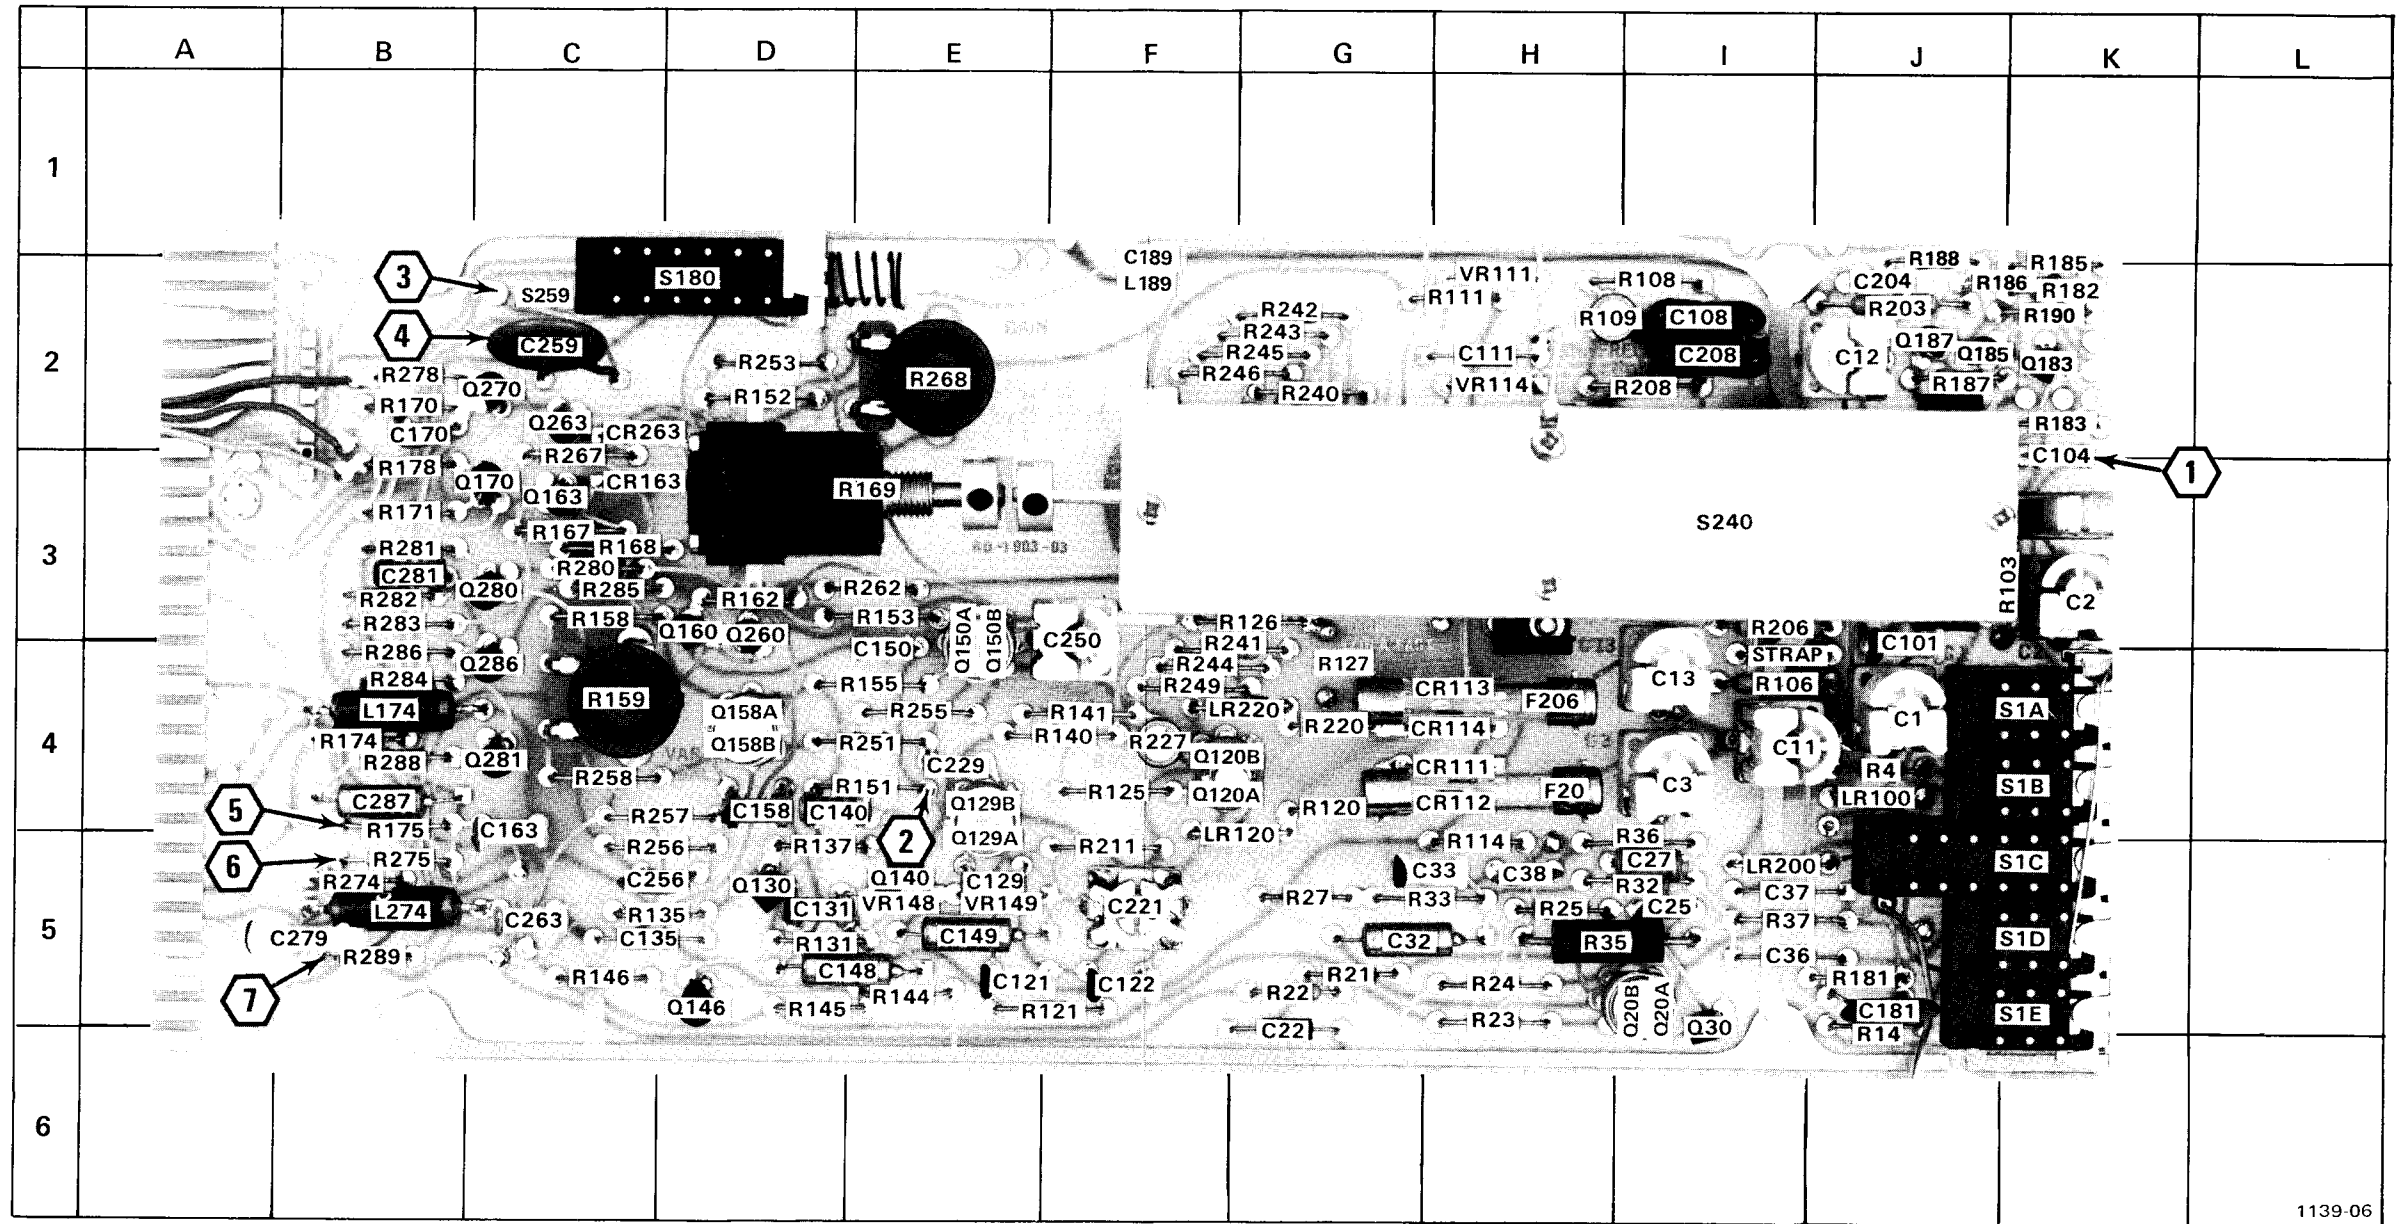 A B C D E F G H I J K L
1
C189 R188 R185
3 S180 VR111 R108 C204 R186 R182
S259 L189 R111
R242 R109 C108 R203 R190
4 C259 R243 Q187
2 R253 R268 R245 C111 C208 C12 Q185 Q183
R278 Q270 R246 VR114 R208 R187
R170 R152 R240
C170 Q263 CR263 R183
R178 R267 C104 1
Q170 Q163 CR163 R169
R171 S240
R167
3 R281 R168
C281 R280 R103
R282 Q280 R285 R162 R262 C2
R283 R158 R153 Q150A Q150B R126 R206
Q160 Q260 C250 R241 C101
R286 Q286 C150 R244 R127 STRAP
R284 R155 R249 CR113 C13 R106
L174 R159 Q158A R255 R141 LR220 F206 C1 S1A
R174 Q158B R251 R140 R227 R220 CR114 C11
4 R288 Q281 C229 Q120B CR111 R4
R258 R151 R125 Q120A C3 S1B
5 C287 C158 C140 Q129B R120 CR112 F20 LR100
R175 C163 R257 2 Q129A LR120
6 R275 R256 R137 R211 R114 R36
R274 C256 Q130 Q140 C129 C33 C38 C27 LR200 S1C
L274 C263 R135 C131 VR148 VR149 C221 R27 R33 R32 C37
5 C279 C135 R131 C149 C32 R25 C25 R37 S1D
R289 R35 C36
7 R146 C148 C121 C122 R21 R24 R181
Q146 R145 R144 R121 R22 Q20B Q20A C181 S1E
C22 R23 Q30 R14
6
1139-06